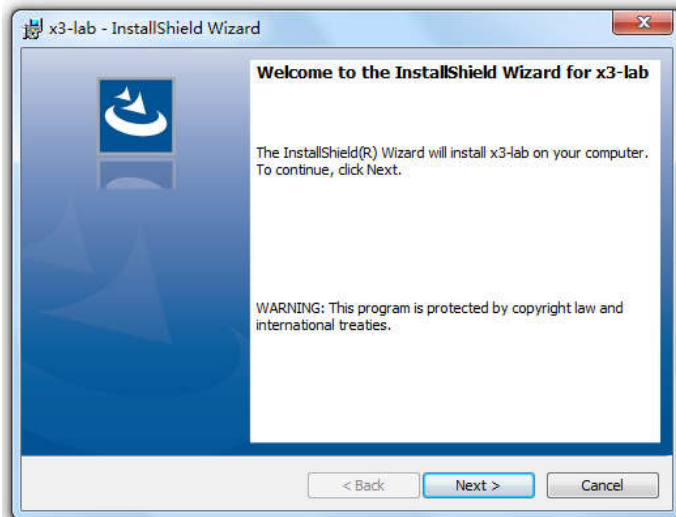 x3-lab - InstallShield Wizard
Welcome to the InstallShield Wizard for x3-lab
The InstallShield(R) Wizard will install x3-lab on your computer.
To continue, click Next.
WARNING: This program is protected by copyright law and
international treaties.
< Back Next > Cancel